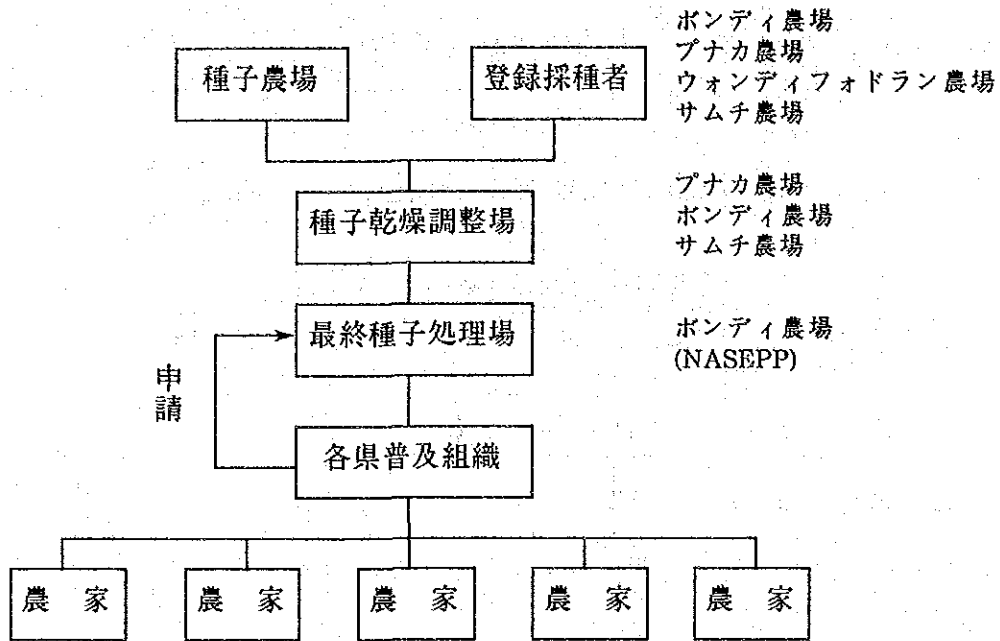 種子農場
登録採種者
ボンディ農場
プナカ農場
ウォンディフォドラン農場
サムチ農場
種子乾燥調整場
プナカ農場
ボンディ農場
サムチ農場
最終種子処理場
ボンディ農場
(NASEPP)
申請
各県普及組織
農 家
農 家
農 家
農 家
農 家